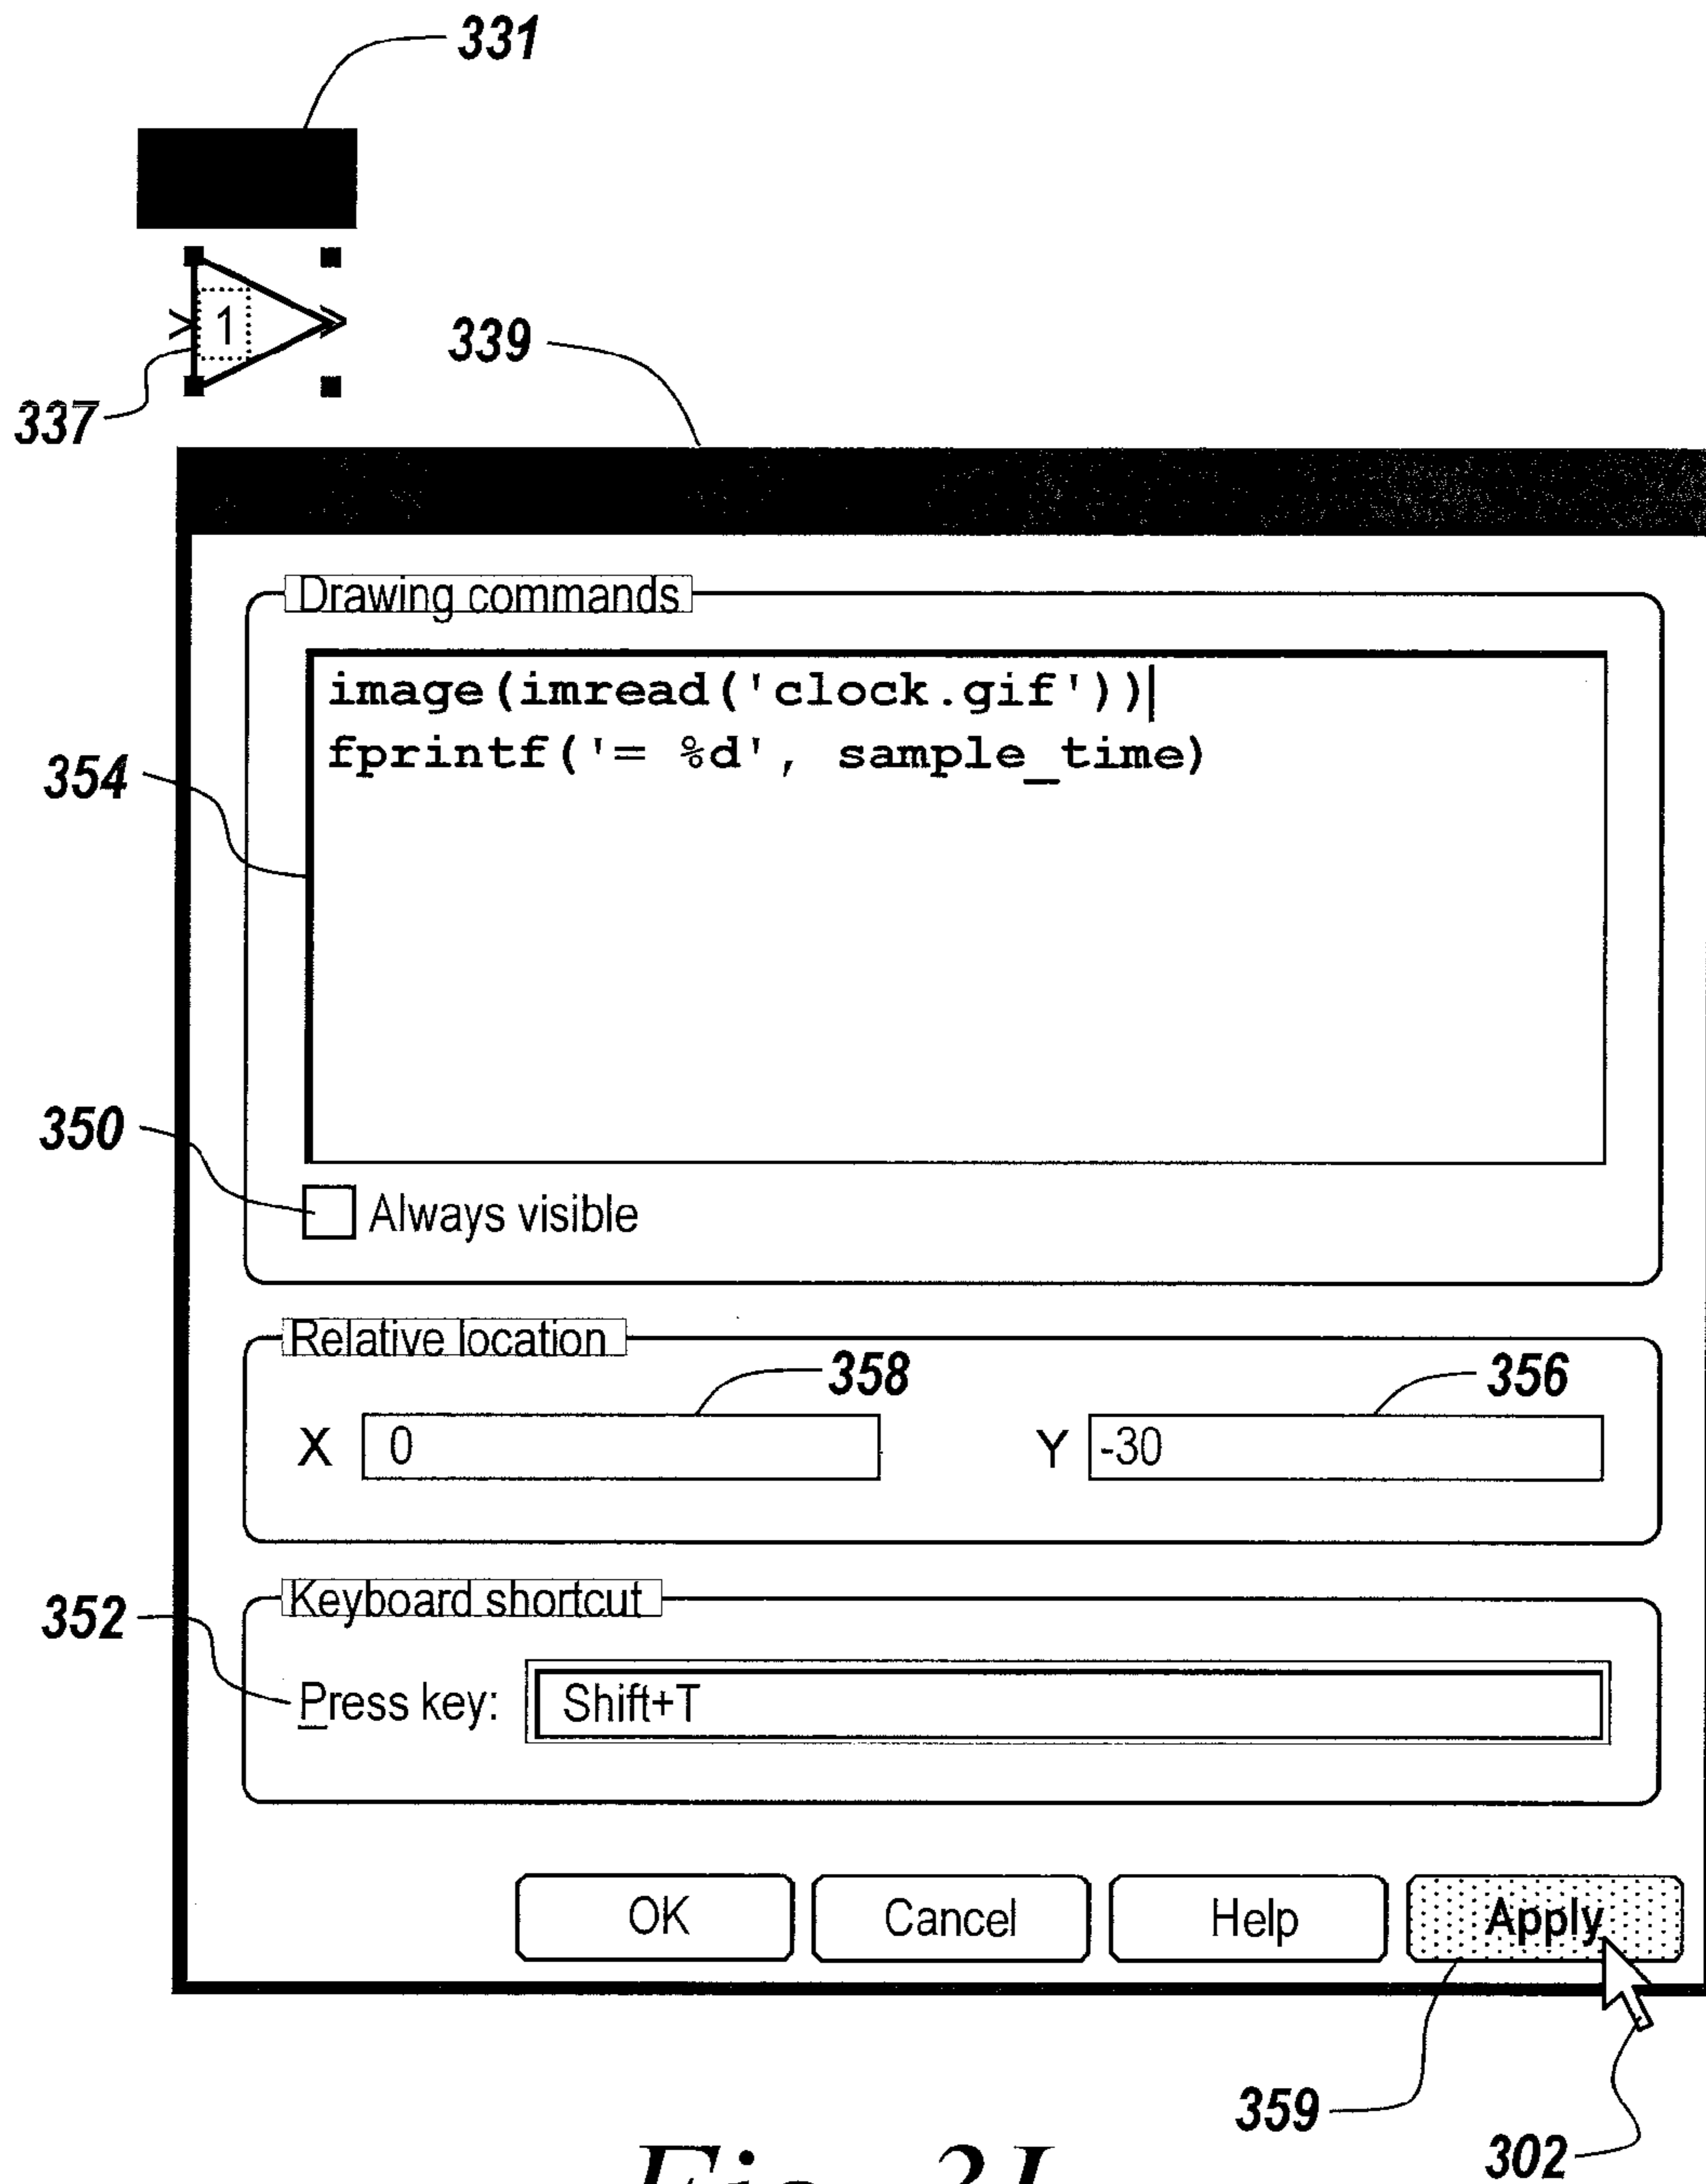 331
1
339
337
Drawing commands
image(imread('clock.gif'))
fprintf('= %d', sample_time)
354
350
Always visible
Relative location
358
356
X 0 Y -30
Keyboard shortcut
352
Press key: Shift+T
OK Cancel Help Apply
359
302
Fig.